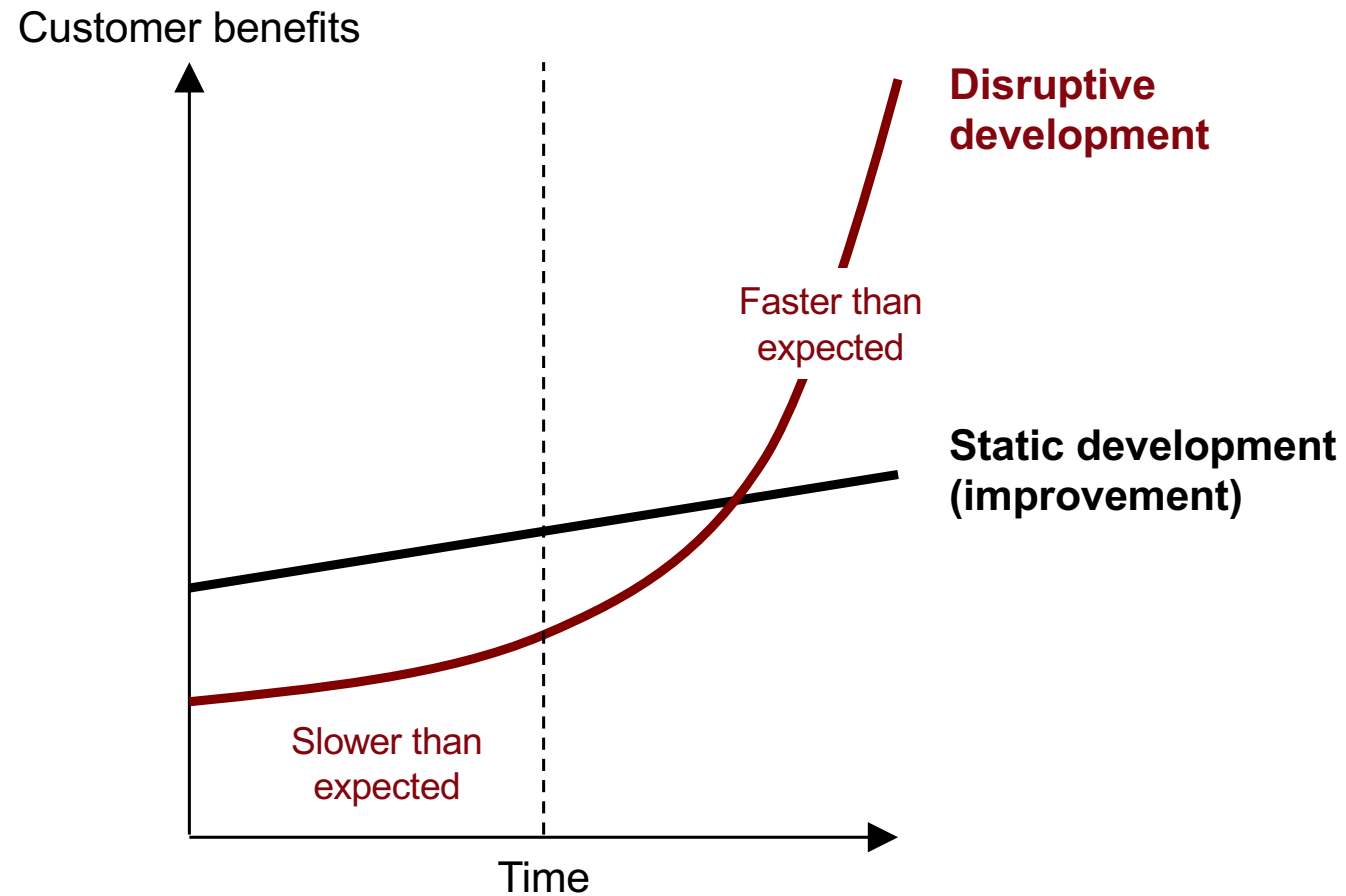 Customer benefits
Disruptive
development
Faster than
expected
Static development
(improvement)
Slower than
expected
Time